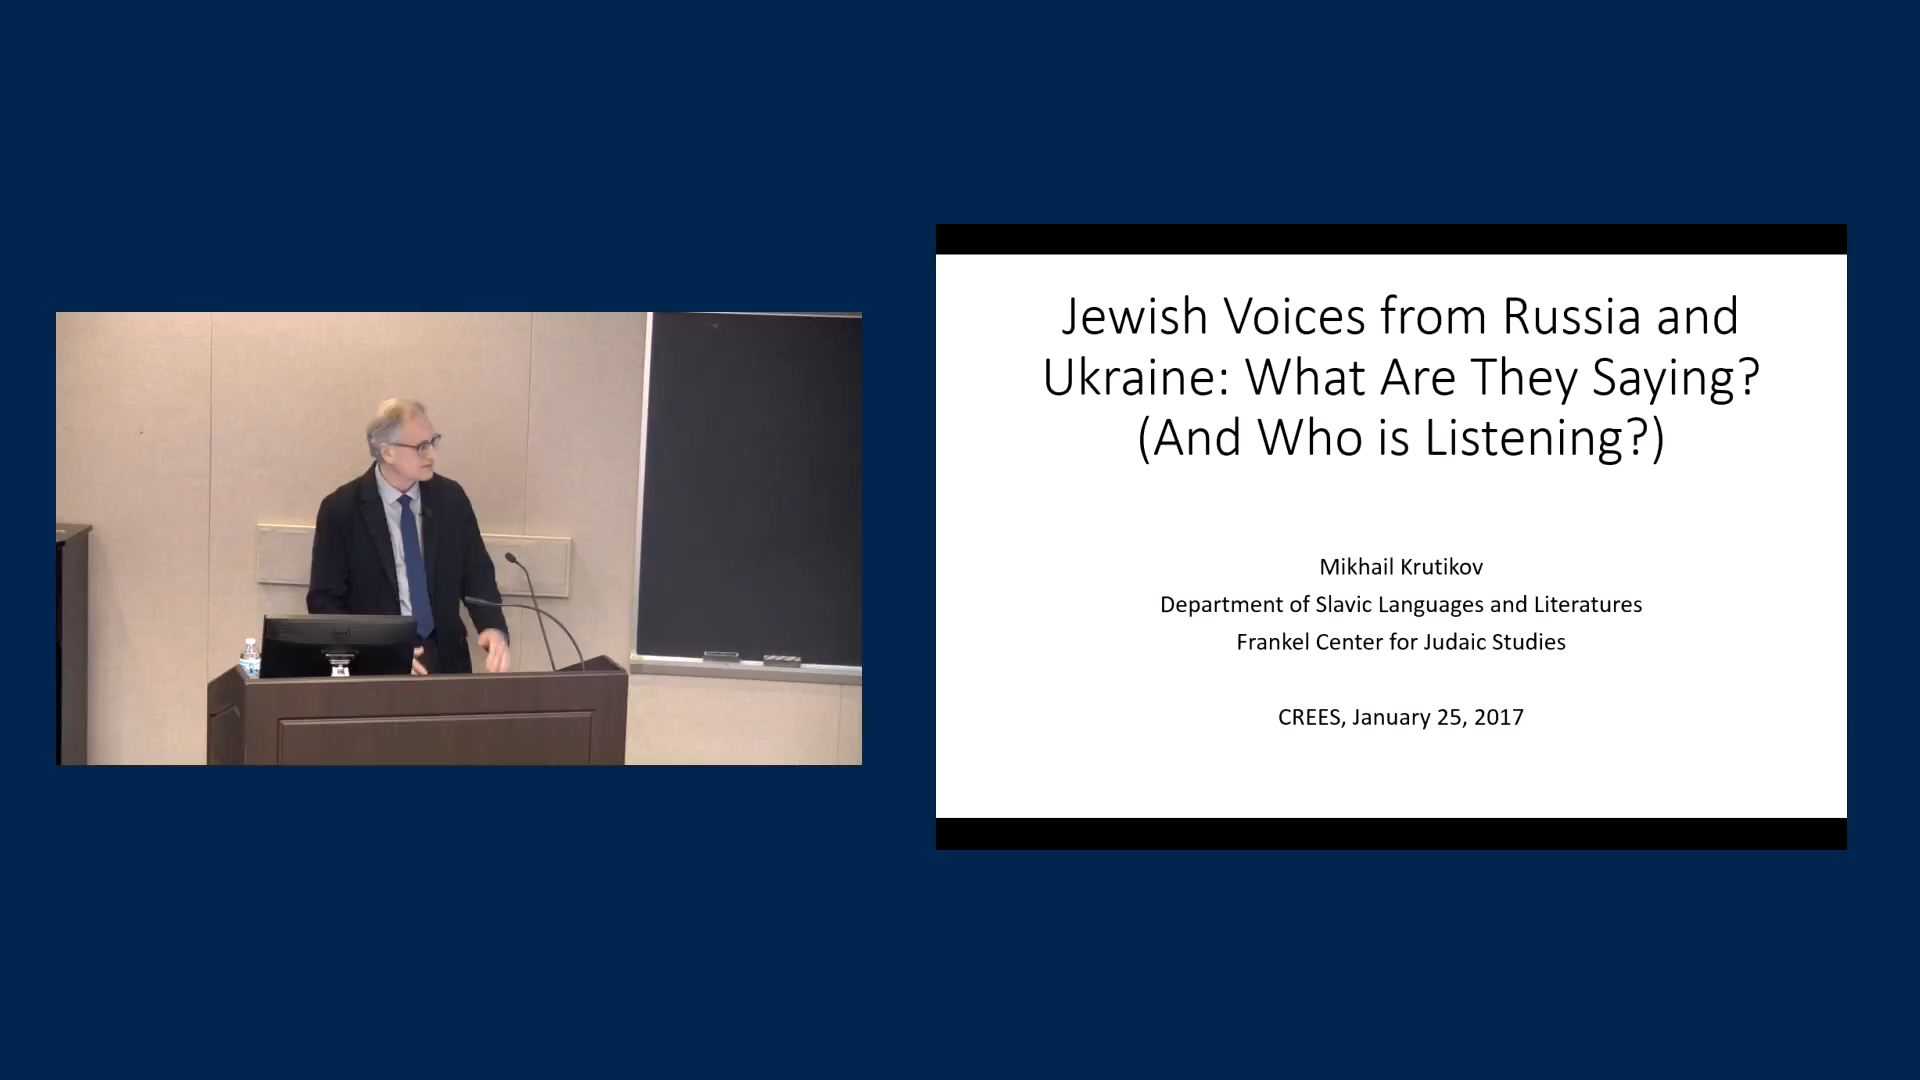 Jewish Voices from Russia and
Ukraine: What Are They Saying?
(And Who is Listening?)
Mikhail Krutikov
Department of Slavic Languages and Literatures
Frankel Center for Judaic Studies
CREES, January 25, 2017